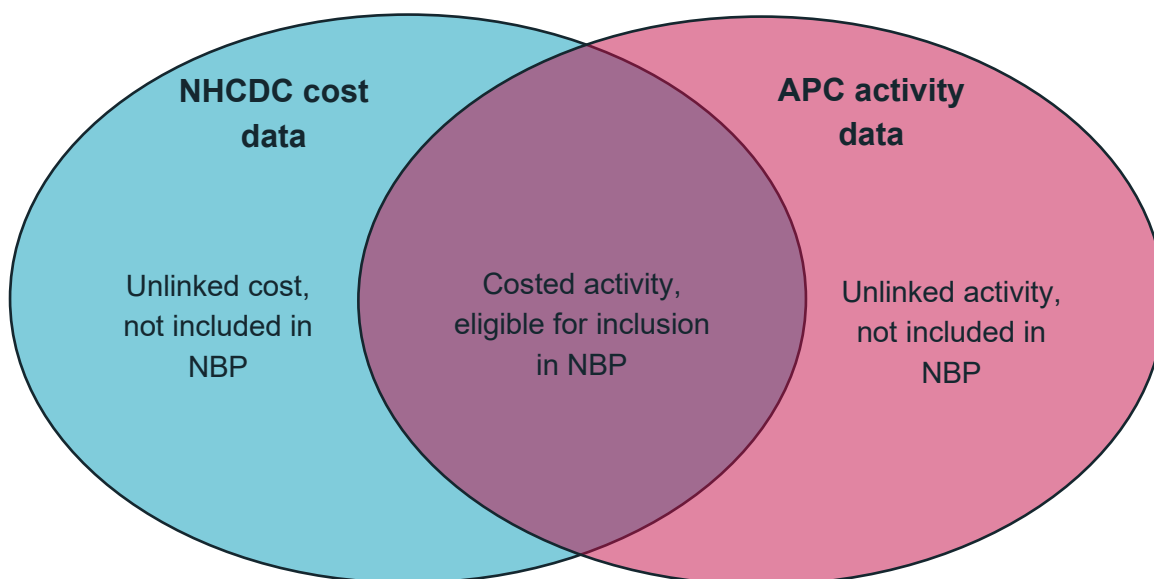 NHCDC cost
data
APC activity
data
Unlinked cost,
not included in
NBP
Costed activity,
eligible for inclusion
in NBP
Unlinked activity,
not included in
NBP